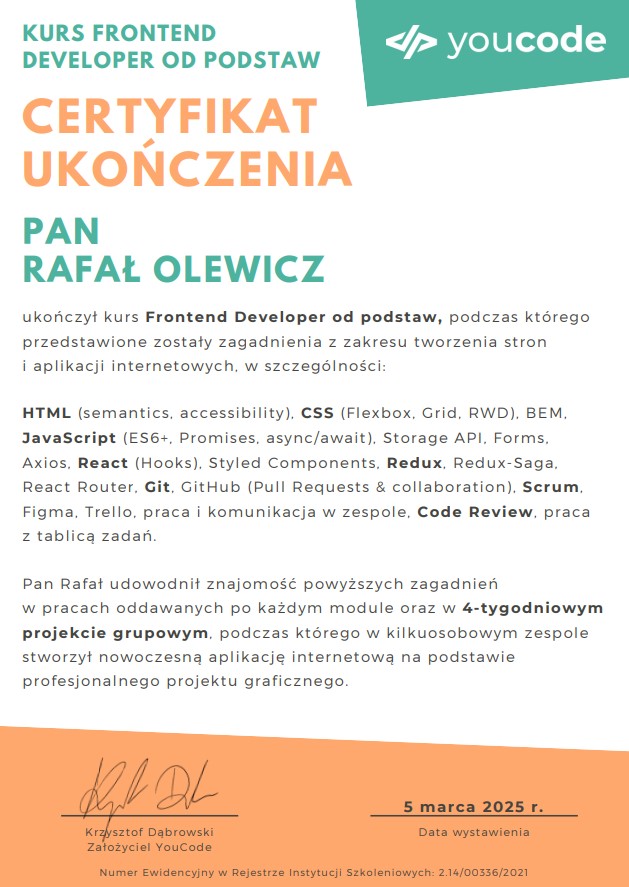 KURS FRONTEND
DEVELOPER OD PODSTAW
youcode
CERTYFIKAT
UKOŃCZENIA
PAN
RAFAŁ OLEWICZ
ukończył kurs Frontend Developer od podstaw, podczas którego
przedstawione zostały zagadnienia z zakresu tworzenia stron
i aplikacji internetowych, w szczególności:
HTML (semantics, accessibility), CSS (Flexbox, Grid, RWD), BEM,
JavaScript (ES6+, Promises, async/await), Storage API, Forms,
Axios, React (Hooks), Styled Components, Redux, Redux-Saga,
React Router, Git, GitHub (Pull Requests & collaboration), Scrum,
Figma, Trello, praca i komunikacja w zespole, Code Review, praca
z tablicą zadań.
Pan Rafał udowodnił znajomość powyższych zagadnień
w pracach oddawanych po każdym module oraz w 4-tygodniowym
projekcie grupowym, podczas którego w kilkuosobowym zespole
stworzył nowoczesną aplikację internetową na podstawie
profesjonalnego projektu graficznego.
5 marca 2025 r.
Krzysztof Dąbrowski
Data wystawienia
Założyciel YouCode
Numer Ewidencyjny w Rejestrze Instytucji Szkoleniowych: 2.14/00336/2021